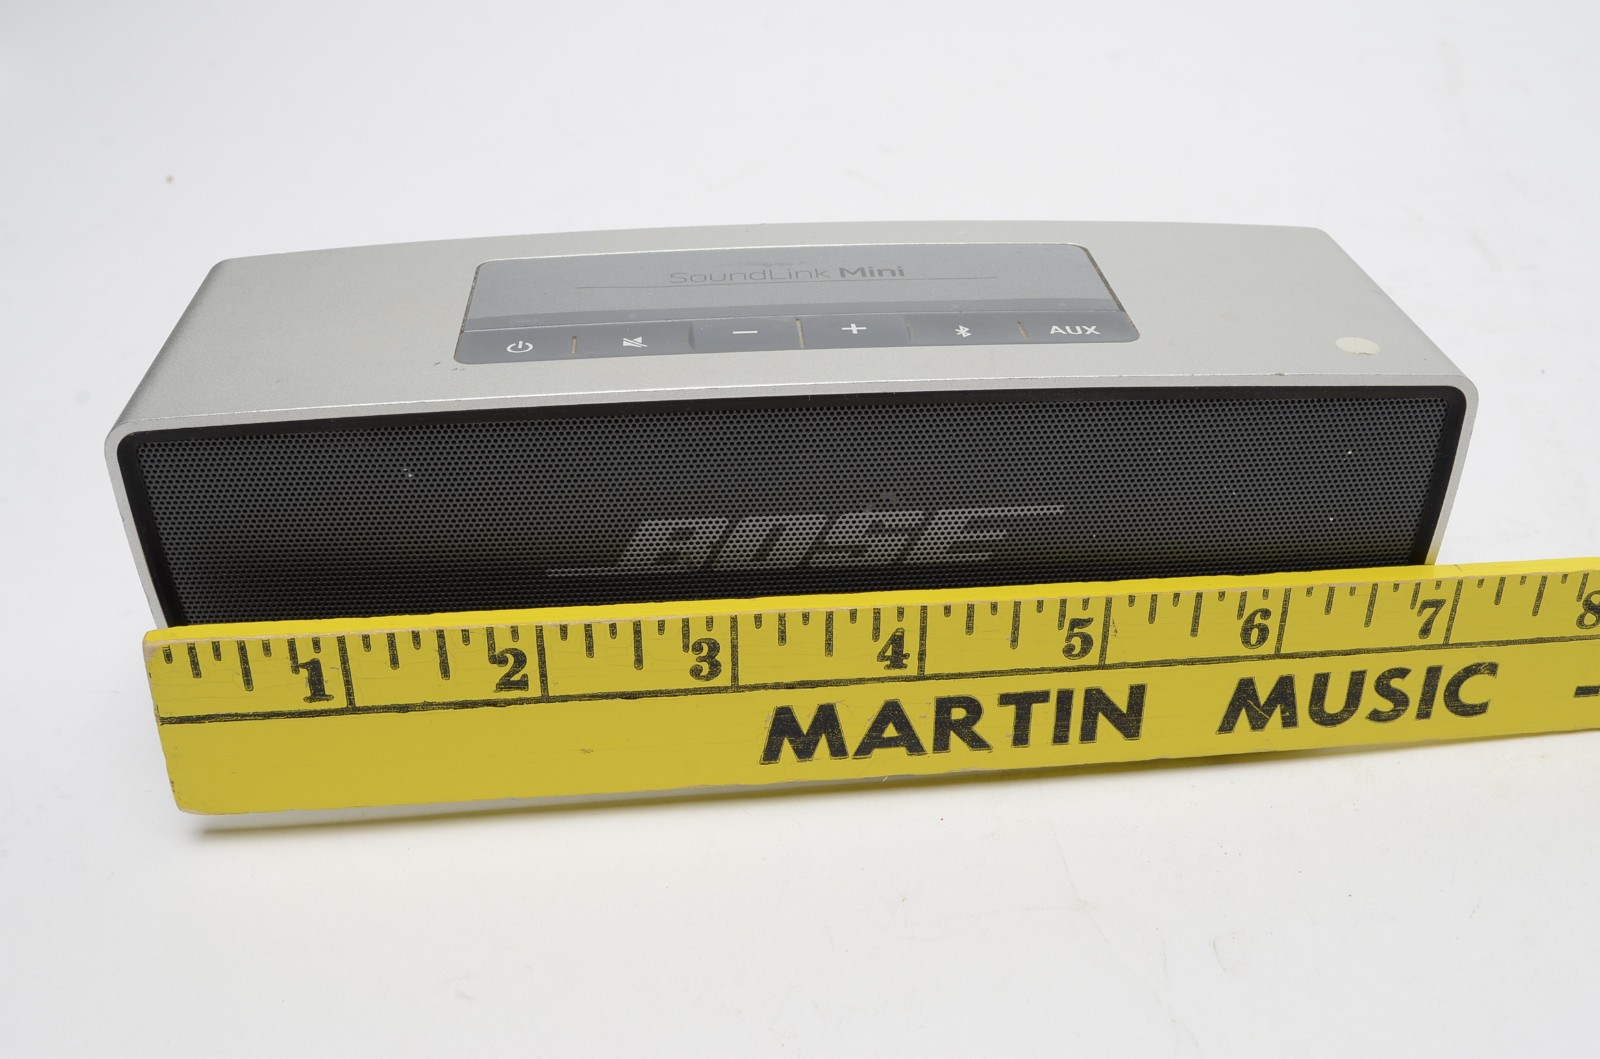 SoundLink Mini
AUX
BOSE
1 2 3 4 5 6 7 8
MARTIN MUSIC -